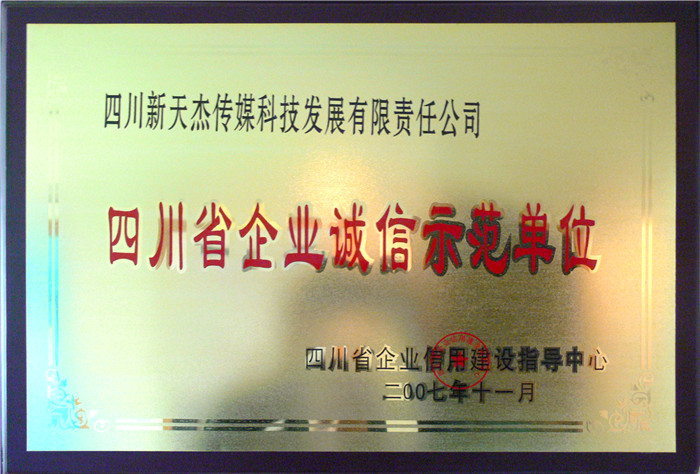 四川新天杰传媒科技发展有限责任公司
四川省企业诚信示范单位
四川省企业信用建设指导中心
二00七年十一月